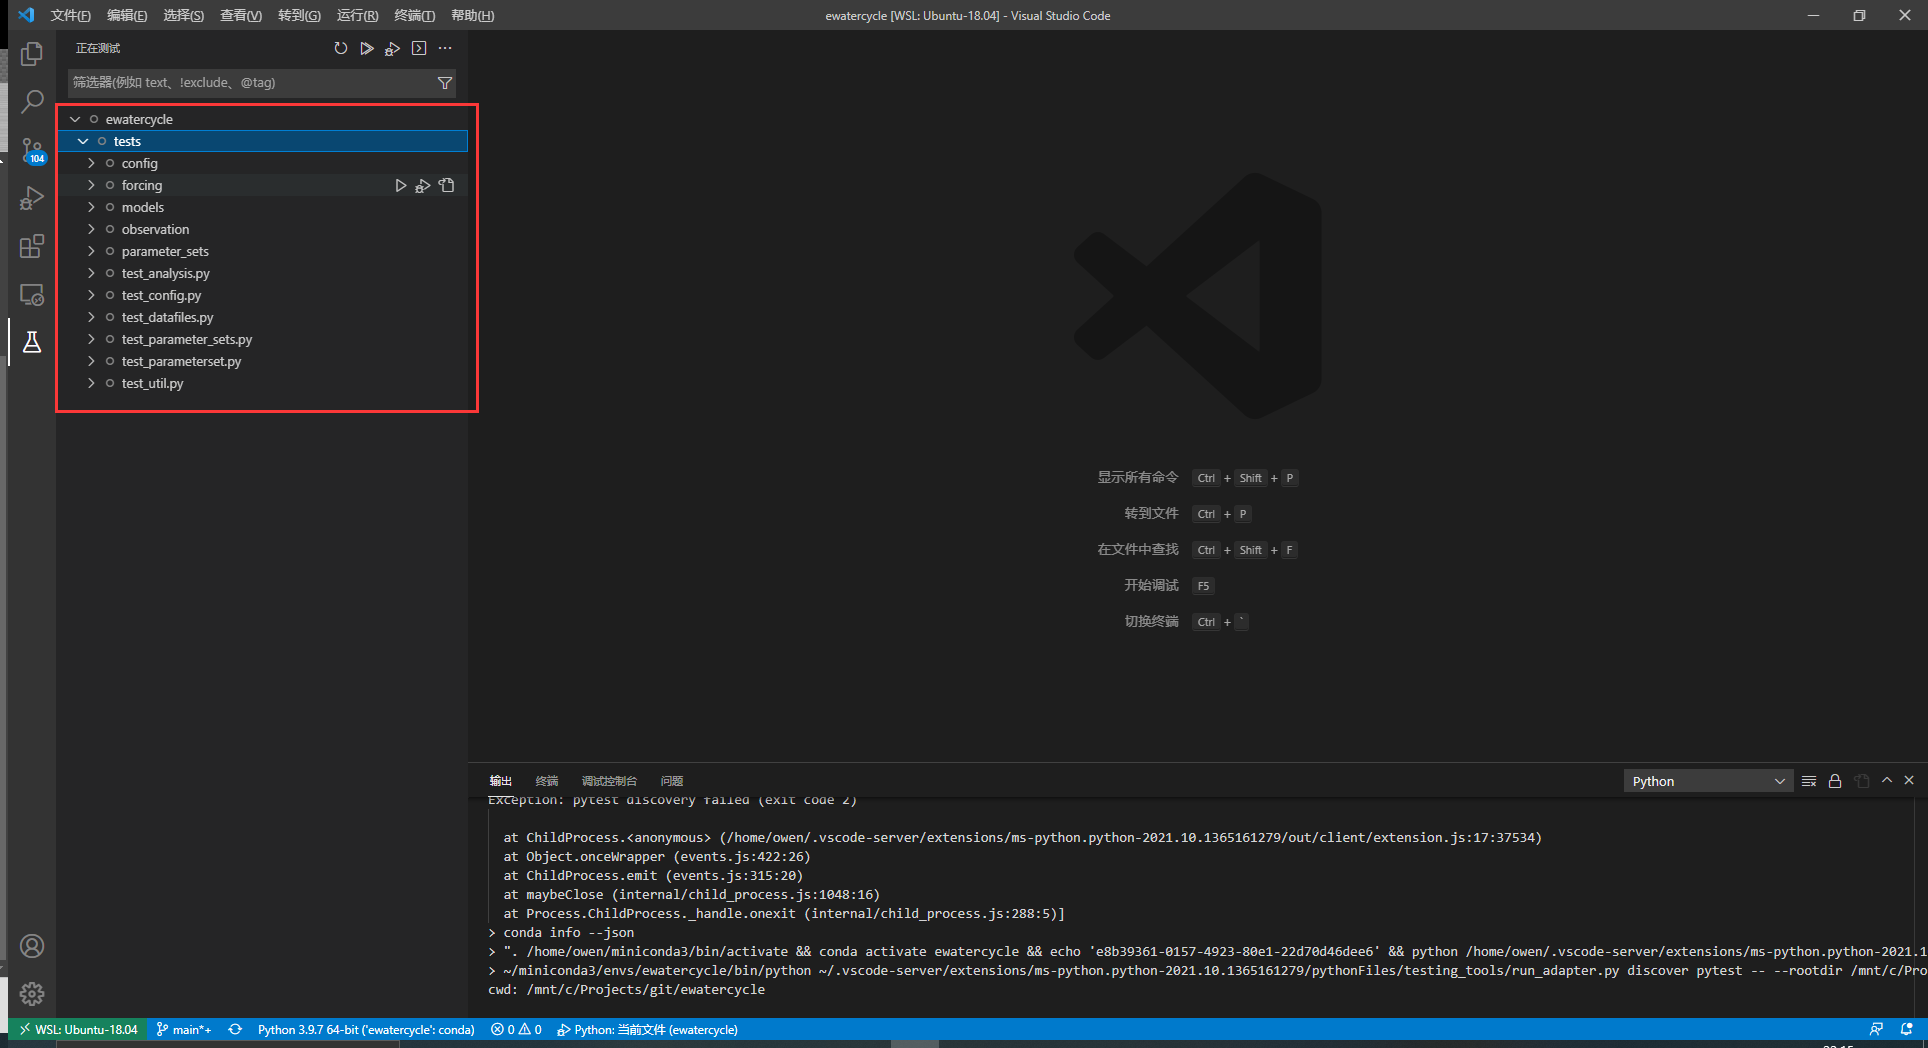 文件(F) 编辑(E) 选择(S) 查看(V) 转到(G) 运行(R) 终端(T) 帮助(H)
ewatercycle [WSL: Ubuntu-18.04] - Visual Studio Code
正在测试
筛选器(例如 text、!exclude、@tag)
ewatercycle
tests
config
forcing
models
observation
parameter_sets
test_analysis.py
test_config.py
test_datafiles.py
test_parameter_sets.py
test_parameterset.py
test_util.py
104
显示所有命令 Ctrl + Shift + P
转到文件 Ctrl + P
在文件中查找 Ctrl + Shift + F
开始调试 F5
切换终端 Ctrl + `
输出 终端 调试控制台 问题
Python
Exception: pytest discovery failed (exit code 2)
at ChildProcess.<anonymous> (/home/owen/.vscode-server/extensions/ms-python.python-2021.10.1365161279/out/client/extension.js:17:37534)
at Object.onceWrapper (events.js:422:26)
at ChildProcess.emit (events.js:315:20)
at maybeClose (internal/child_process.js:1048:16)
at Process.ChildProcess._handle.onexit (internal/child_process.js:288:5)]
> conda info --json
> ". /home/owen/miniconda3/bin/activate && conda activate ewatercycle && echo 'e8b39361-0157-4923-80e1-22d70d46dee6' && python /home/owen/.vscode-server/extensions/ms-python.python-2021.1
> ~/miniconda3/envs/ewatercycle/bin/python ~/.vscode-server/extensions/ms-python.python-2021.10.1365161279/pythonFiles/testing_tools/run_adapter.py discover pytest -- --rootdir /mnt/c/Pro
cwd: /mnt/c/Projects/git/ewatercycle
WSL: Ubuntu-18.04 main*+ Python 3.9.7 64-bit ('ewatercycle': conda) 0 0 Python: 当前文件 (ewatercycle)